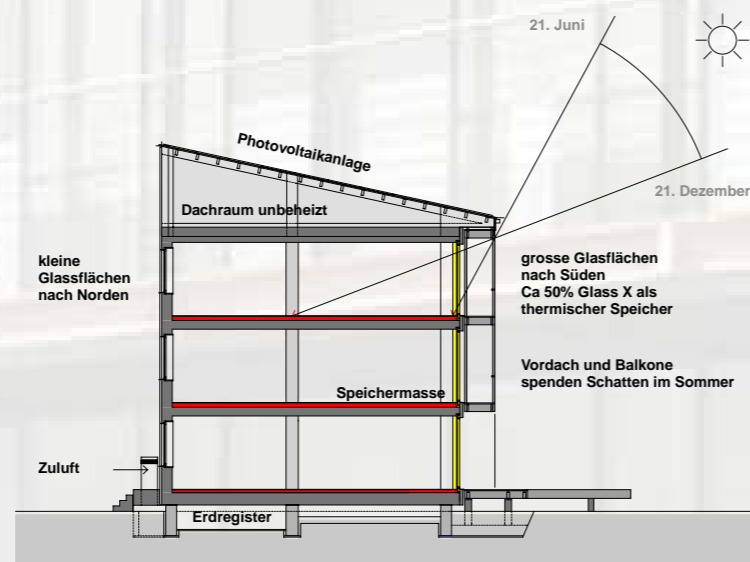 21. Juni
Photovoltaikanlage
21. Dezember
Dachraum unbeheizt
kleine
Glassflächen
nach Norden
grosse Glasflächen
nach Süden
Ca 50% Glass X als
thermischer Speicher
Vordach und Balkone
spenden Schatten im Sommer
Speichermasse
Zuluft
Erdregister